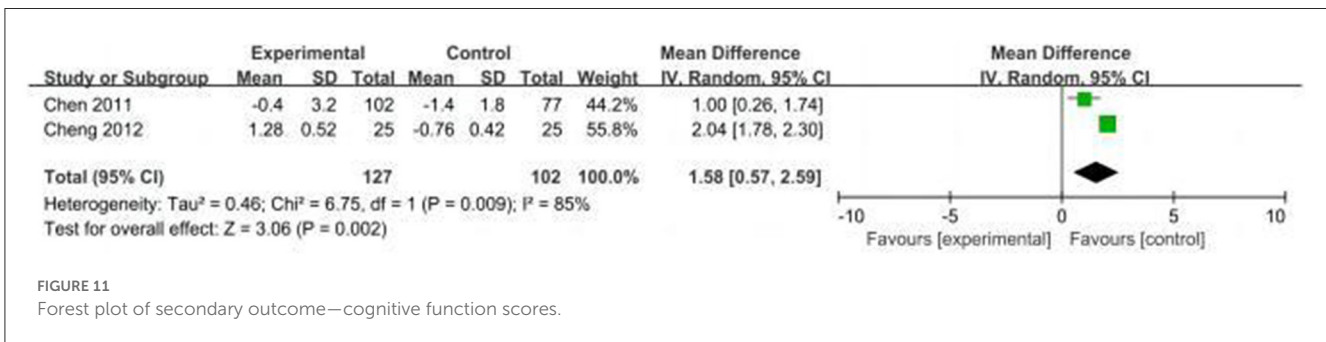 Experimental Control Mean Difference Mean Difference
Study or Subgroup Mean SD Total Mean SD Total Weight IV, Random, 95% CI IV, Random, 95% CI
Chen 2011 -0.4 3.2 102 -1.4 1.8 77 44.2% 1.00 [0.26, 1.74]
Cheng 2012 1.28 0.52 25 -0.76 0.42 25 55.8% 2.04 [1.78, 2.30]
Total (95% CI) 127 102 100.0% 1.58 [0.57, 2.59]
Heterogeneity: Tau² = 0.46; Chi² = 6.75, df = 1 (P = 0.009); I² = 85%
Test for overall effect: Z = 3.06 (P = 0.002)
-10 -5 0 5 10
Favours [experimental] Favours [control]
FIGURE 11
Forest plot of secondary outcome—cognitive function scores.